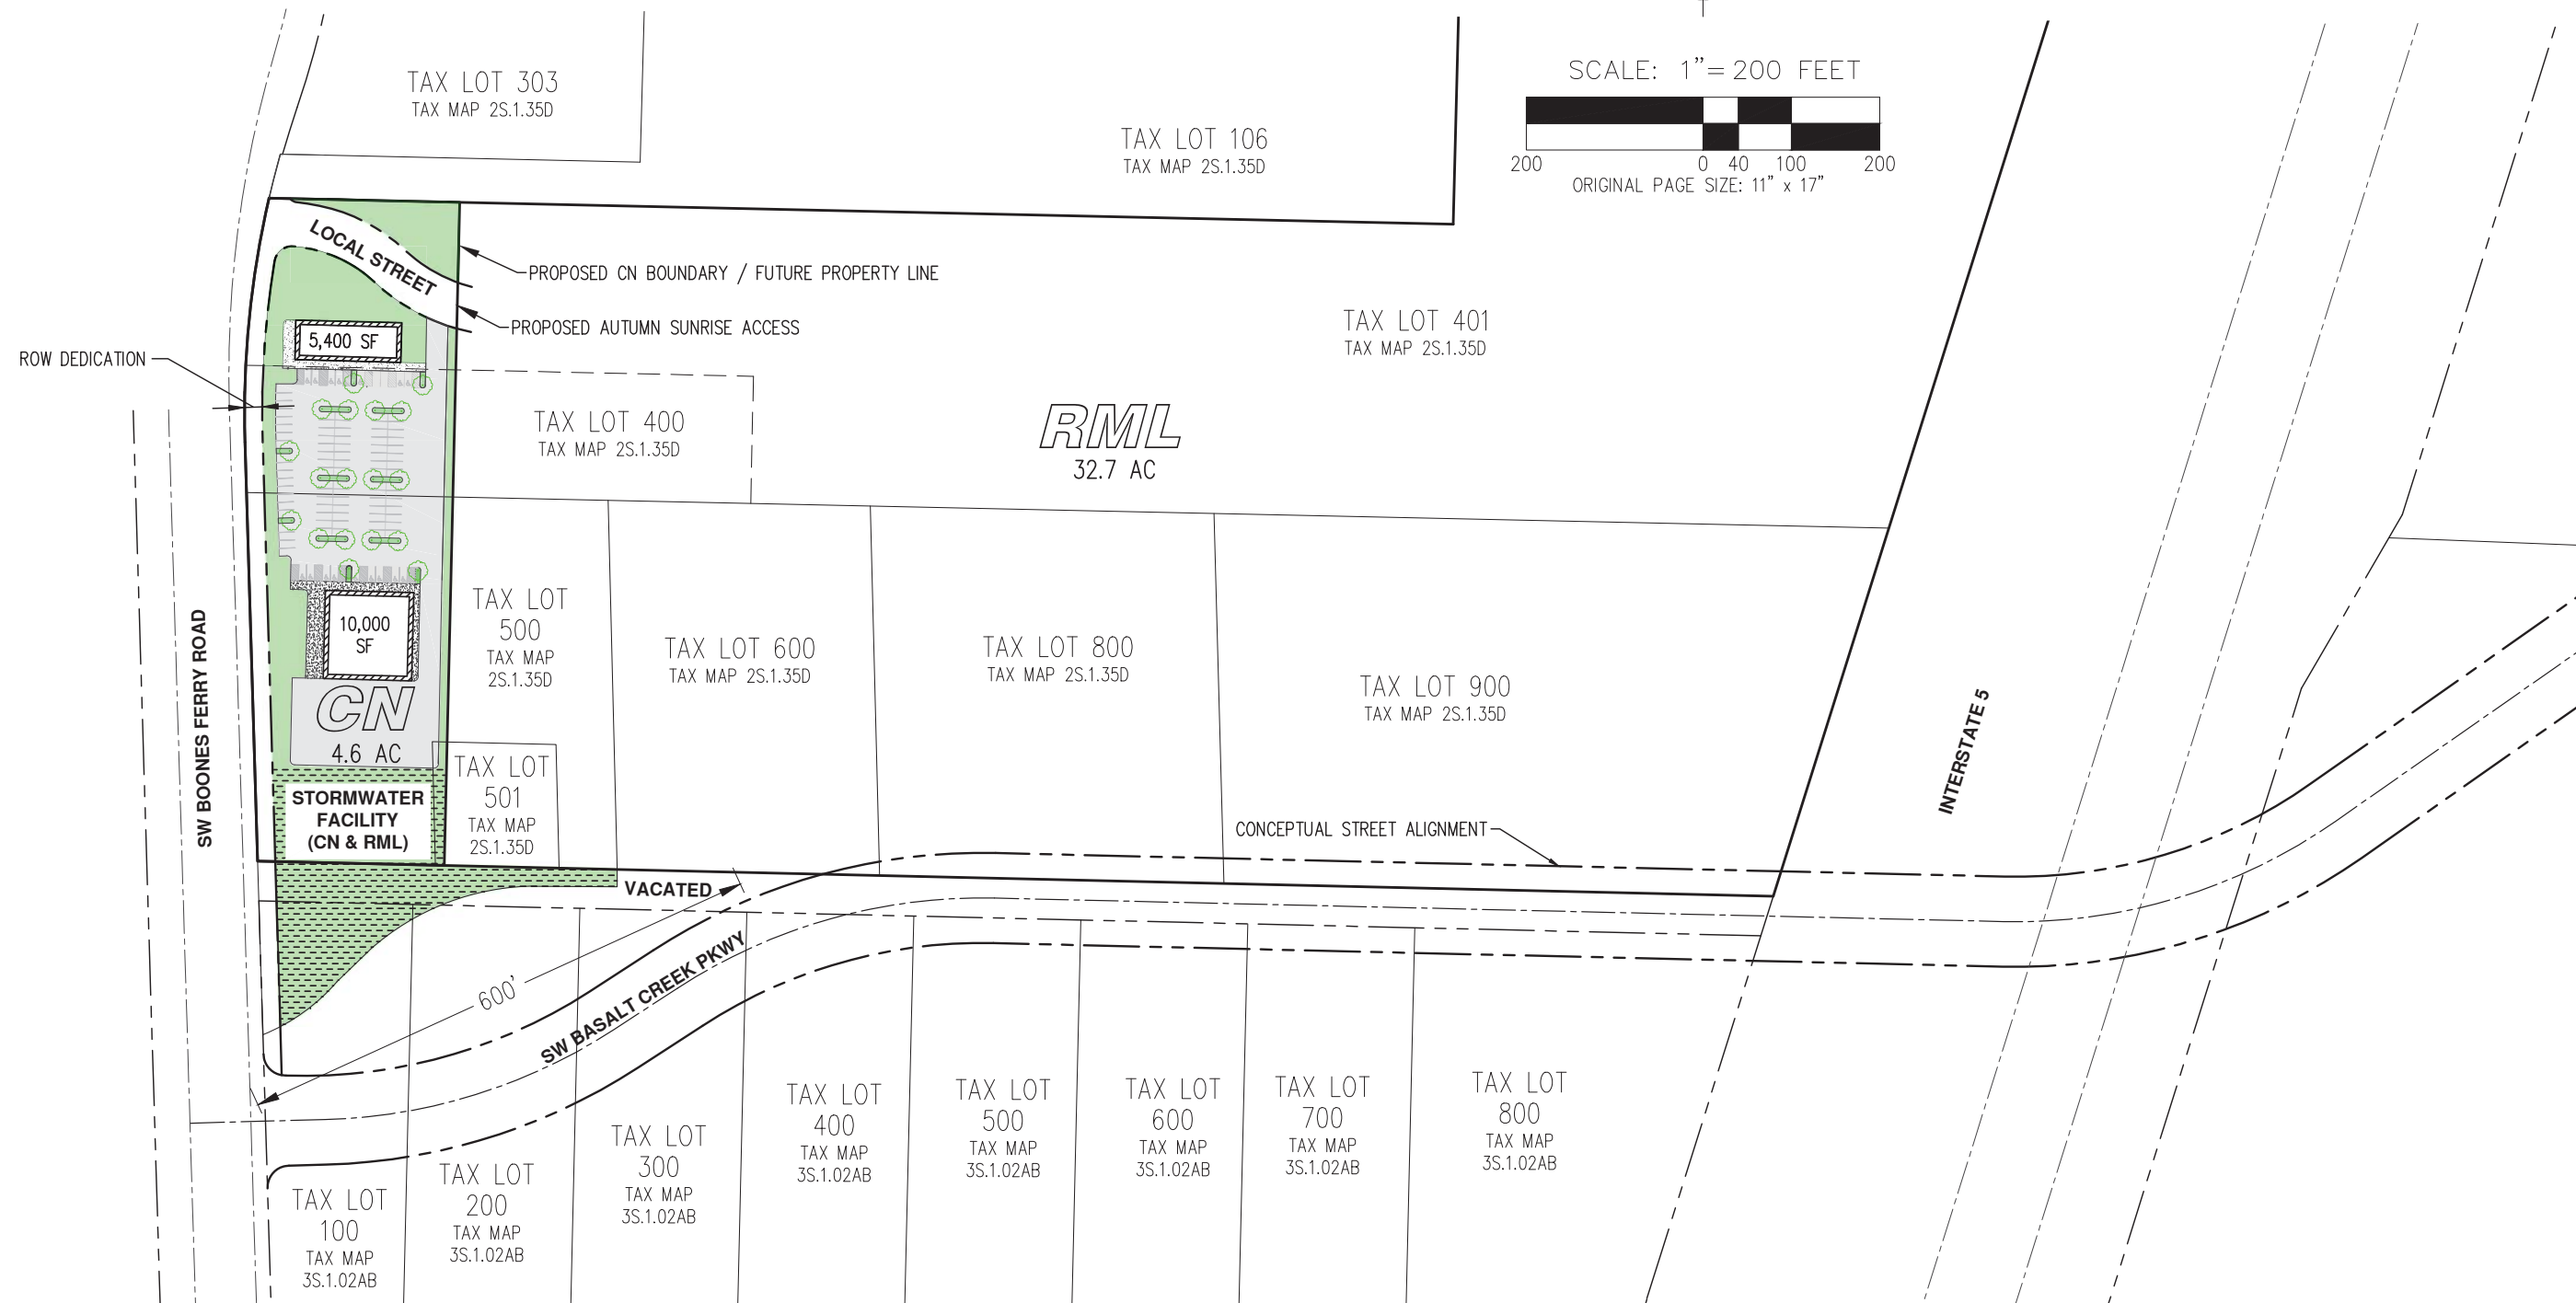 TAX LOT 303
TAX MAP 2S.1.35D
TAX LOT 106
TAX MAP 2S.1.35D
SCALE: 1”= 200 FEET
200 0 40 100 200
ORIGINAL PAGE SIZE: 11” x 17”
LOCAL STREET
PROPOSED CN BOUNDARY / FUTURE PROPERTY LINE
PROPOSED AUTUMN SUNRISE ACCESS
5,400 SF
ROW DEDICATION
TAX LOT 401
TAX MAP 2S.1.35D
TAX LOT 400
TAX MAP 2S.1.35D
RML
32.7 AC
SW BOONES FERRY ROAD
10,000
SF
CN
4.6 AC
TAX LOT
500
TAX MAP
2S.1.35D
TAX LOT 600
TAX MAP 2S.1.35D
TAX LOT 800
TAX MAP 2S.1.35D
TAX LOT 900
TAX MAP 2S.1.35D
INTERSTATE 5
STORMWATER
FACILITY
(CN & RML)
TAX LOT
501
TAX MAP
2S.1.35D
CONCEPTUAL STREET ALIGNMENT
VACATED
600'
SW BASALT CREEK PKWY
TAX LOT
100
TAX MAP
3S.1.02AB
TAX LOT
200
TAX MAP
3S.1.02AB
TAX LOT
300
TAX MAP
3S.1.02AB
TAX LOT
400
TAX MAP
3S.1.02AB
TAX LOT
500
TAX MAP
3S.1.02AB
TAX LOT
600
TAX MAP
3S.1.02AB
TAX LOT
700
TAX MAP
3S.1.02AB
TAX LOT
800
TAX MAP
3S.1.02AB